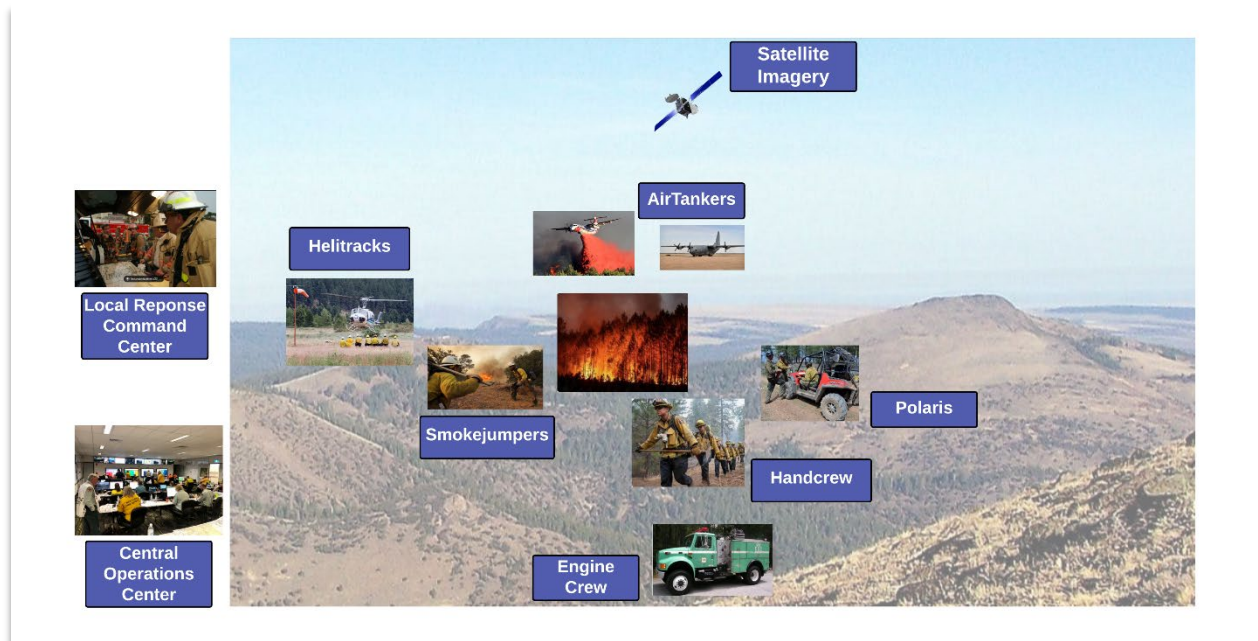 Satellite
Imagery
AirTankers
Helitracks
Local Reponse
Command
Center
Polaris
Smokejumpers
Handcrew
Central
Operations
Center
Engine
Crew